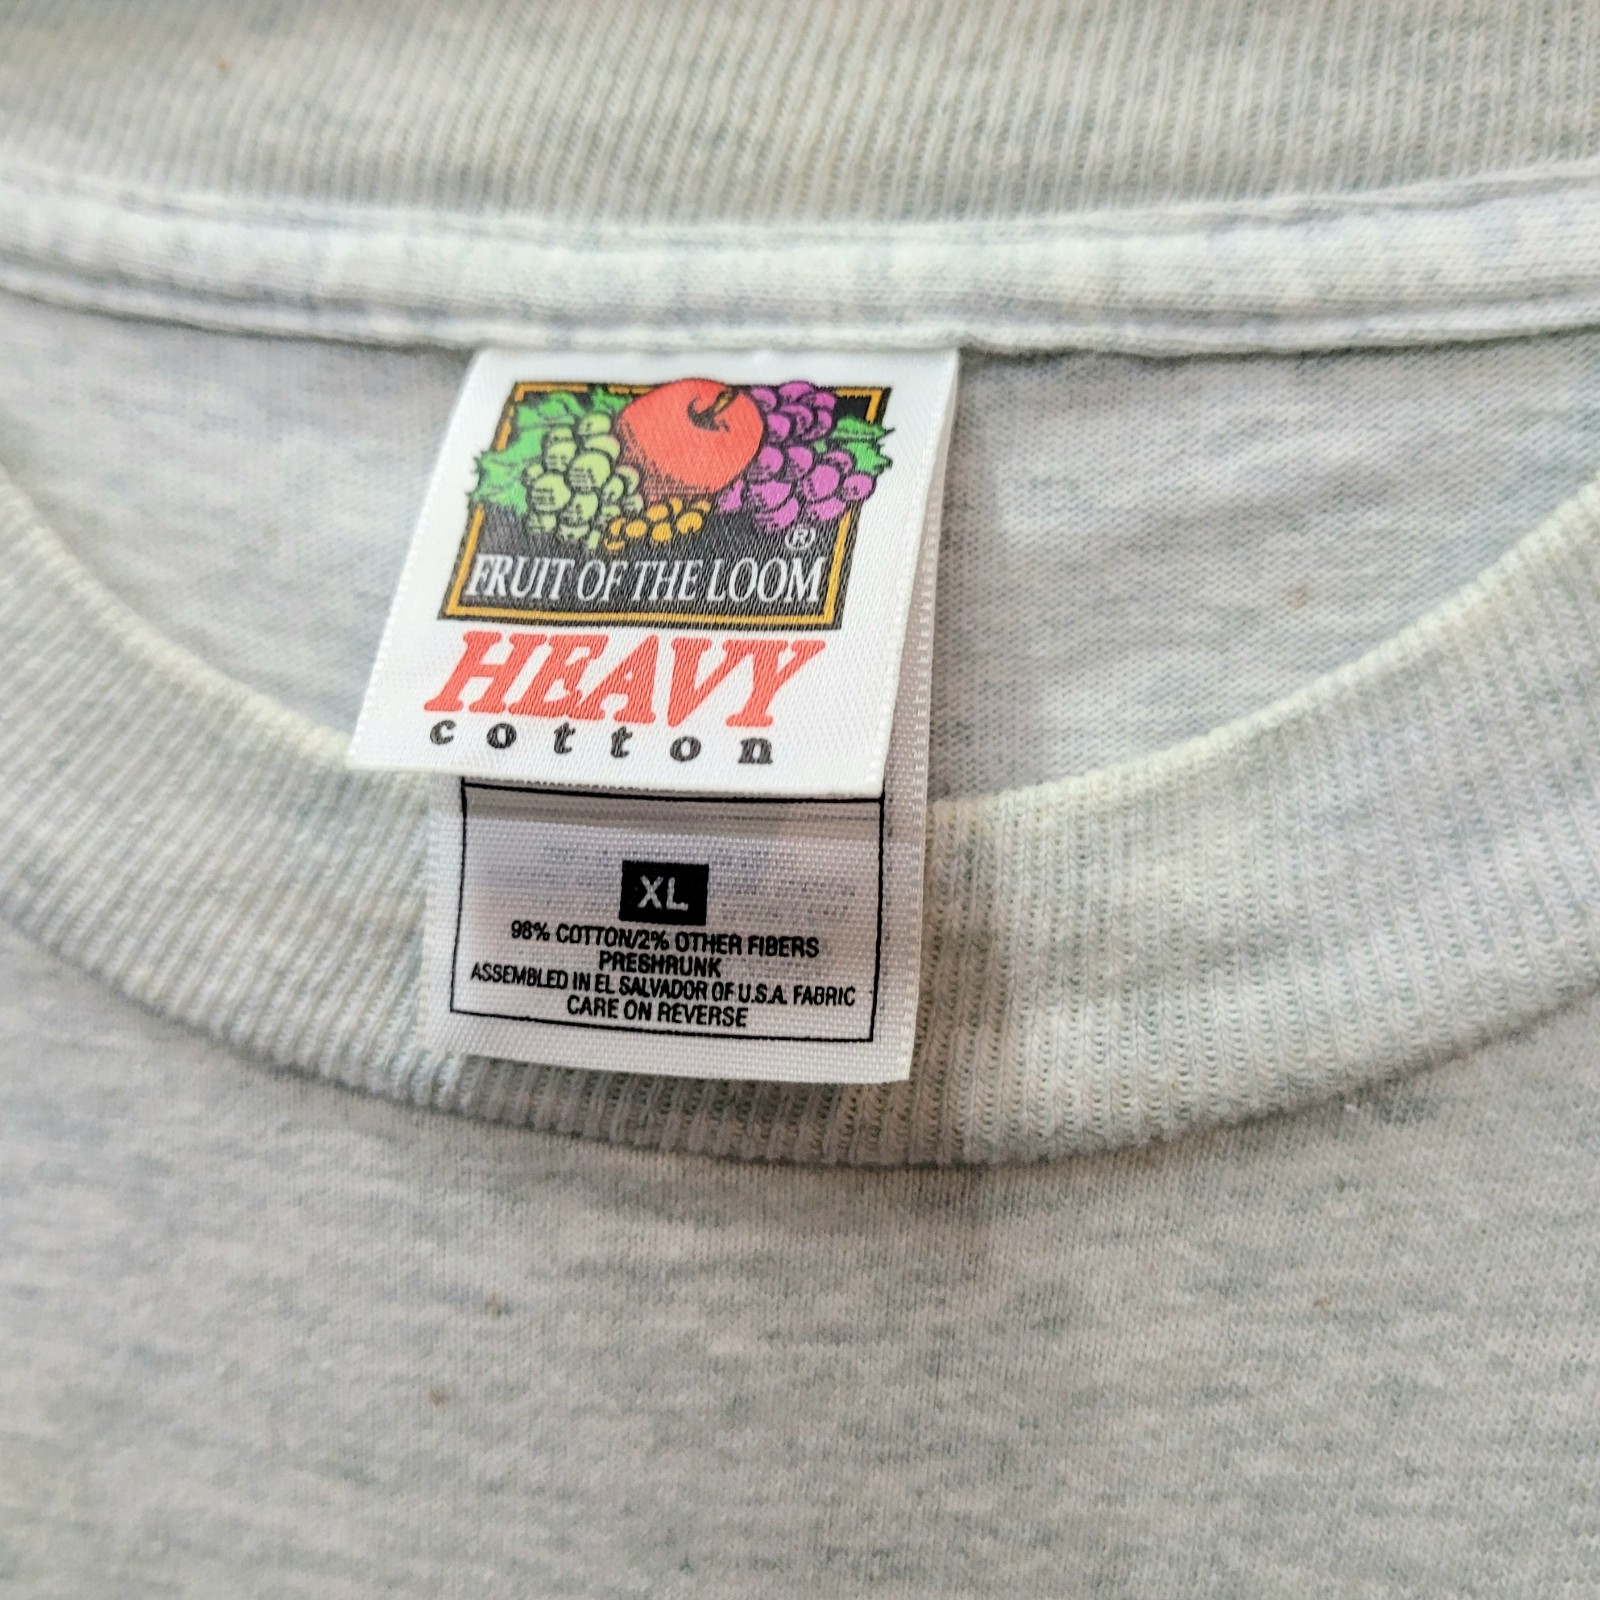 ®
FRUIT OF THE LOOM
HEAVY
cotton
XL
98% COTTON/2% OTHER FIBERS
PRESHRUNK
ASSEMBLED IN EL SALVADOR OF U.S.A. FABRIC
CARE ON REVERSE